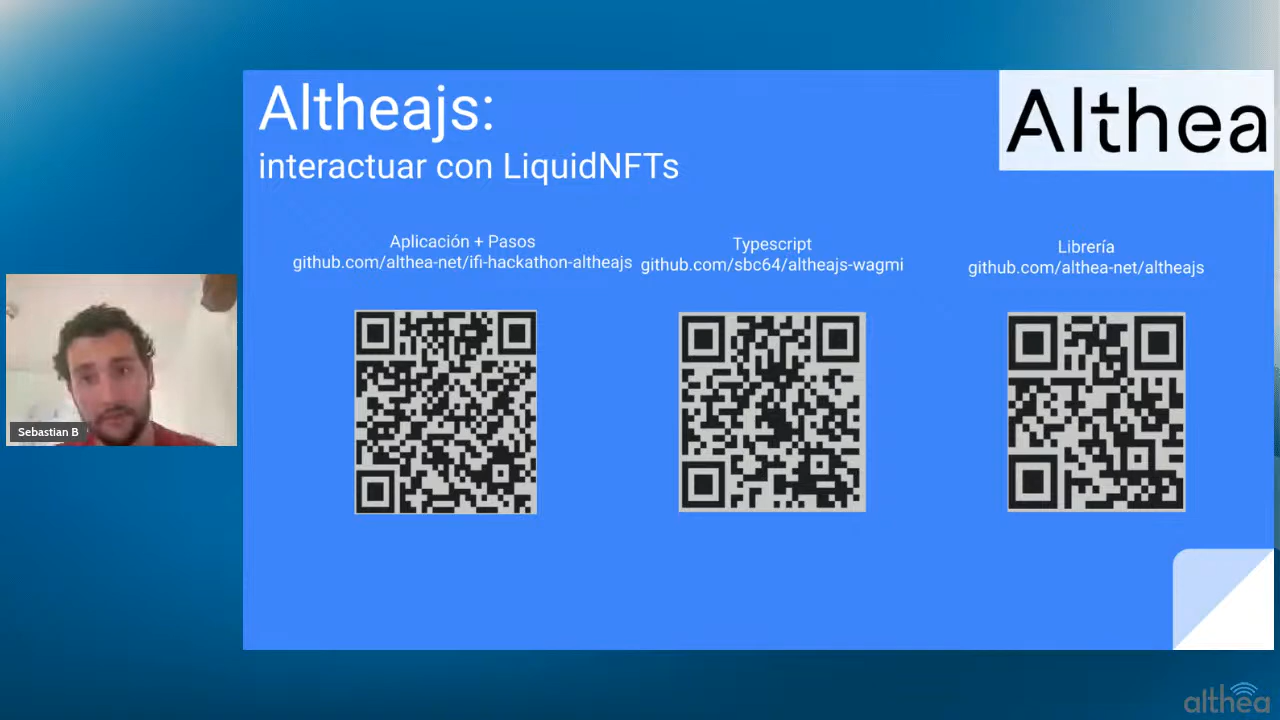 Altheajs:
interactuar con LiquidNFTs
Althea
Aplicación + Pasos
github.com/althea-net/ifi-hackathon-altheajs
Typescript
github.com/sbc64/altheajs-wagmi
Librería
github.com/althea-net/altheajs
Sebastian B
althea